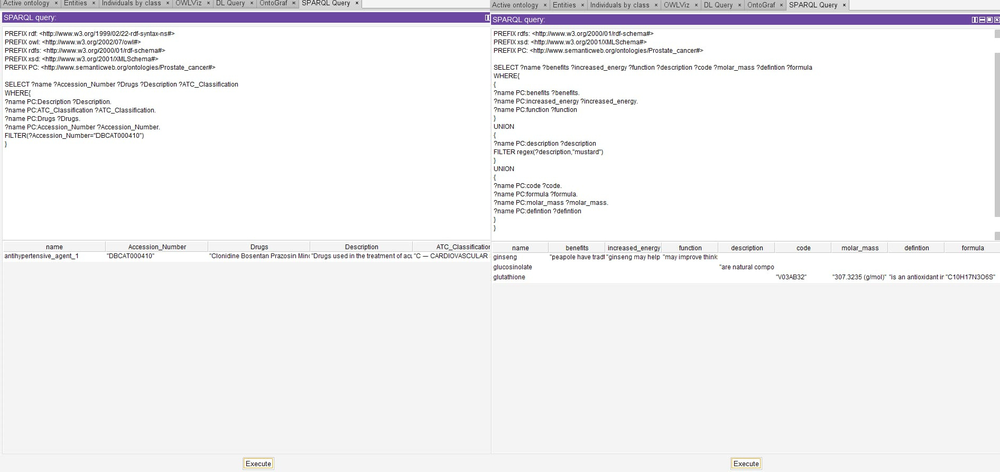 Active ontology × Entities × Individuals by class × OWLViz × DL Query × OntoGraf × SPARQL Query ×
SPARQL query:
PREFIX rdf: <http://www.w3.org/1999/02/22-rdf-syntax-ns#>
PREFIX owl: <http://www.w3.org/2002/07/owl#>
PREFIX rdfs: <http://www.w3.org/2000/01/rdf-schema#>
PREFIX xsd: <http://www.w3.org/2001/XMLSchema#>
PREFIX PC: <http://www.semanticweb.org/ontologies/Prostate_cancer#>
SELECT ?name ?Accession_Number ?Drugs ?Description ?ATC_Classification
WHERE{
?name PC:Description ?Description.
?name PC:ATC_Classification ?ATC_Classification.
?name PC:Drugs ?Drugs.
?name PC:Accession_Number ?Accession_Number.
FILTER(?Accession_Number="DBCAT000410")
}
name Accession_Number Drugs Description ATC_Classification
antihypertensive_agent_1 "DBCAT000410" "Clonidine Bosentan Prazosin Mino "Drugs used in the treatment of acu "C — CARDIOVASCULAR
Execute
Active ontology × Entities × Individuals by class × OWLViz × DL Query × OntoGraf × SPARQL Query ×
SPARQL query:
PREFIX rdfs: <http://www.w3.org/2000/01/rdf-schema#>
PREFIX xsd: <http://www.w3.org/2001/XMLSchema#>
PREFIX PC: <http://www.semanticweb.org/ontologies/Prostate_cancer#>
SELECT ?name ?benefits ?increased_energy ?function ?description ?code ?molar_mass ?defintion ?formula
WHERE{
{
?name PC:benefits ?benefits.
?name PC:increased_energy ?increased_energy.
?name PC:function ?function
}
UNION
{
?name PC:description ?description
FILTER regex(?description,"mustard")
}
UNION
{
?name PC:code ?code.
?name PC:formula ?formula.
?name PC:molar_mass ?molar_mass.
?name PC:defintion ?defintion
}
}
name benefits increased_energy function description code molar_mass defintion formula
ginseng "peapole have tradi "ginseng may help "may improve think
glucosinolate "are natural compo
glutathione "V03AB32" "307.3235 (g/mol)" "is an antioxidant in "C10H17N3O6S"
Execute